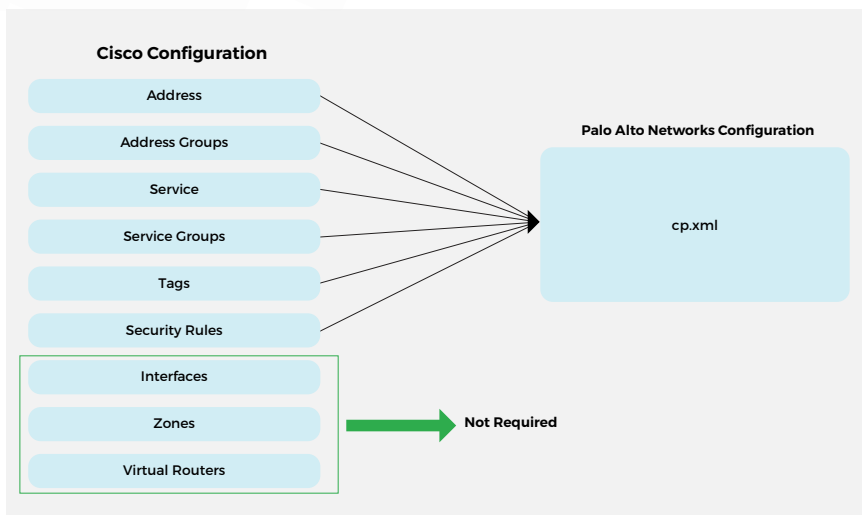 Cisco Configuration
Address
Address Groups
Service
Service Groups
Tags
Security Rules
Interfaces
Zones
Virtual Routers
Palo Alto Networks Configuration
cp.xml
Not Required